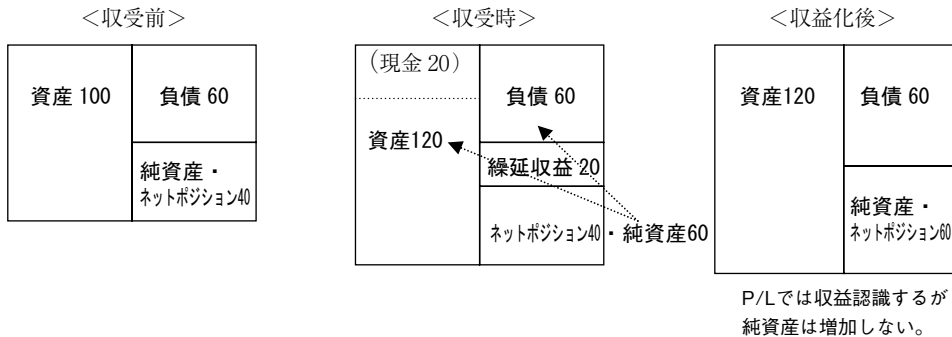 ＜収受前＞
資産 100
負債 60
純資産・
ネットポジション40
＜収受時＞
（現金 20）
資産120
負債 60
繰延収益 20
ネットポジション40・純資産60
＜収益化後＞
資産120
負債 60
純資産・
ネットポジション60
P/Lでは収益認識するが
純資産は増加しない。